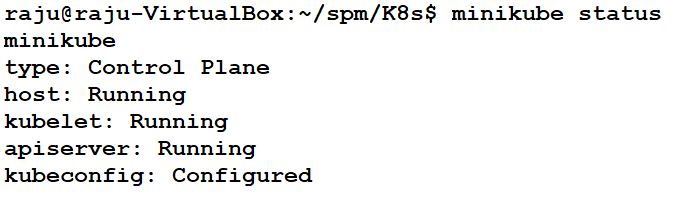 raju@raju-VirtualBox:~/spm/K8s$ minikube status
minikube
type: Control Plane
host: Running
kubelet: Running
apiserver: Running
kubeconfig: Configured